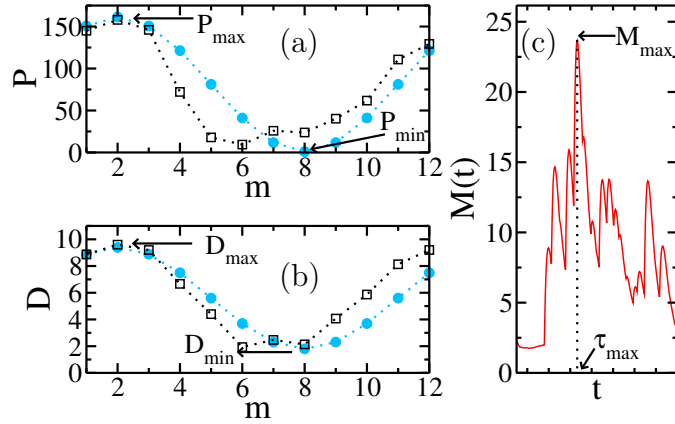 150
100
50
0
P
P_max
(a)
P_min
2 4 6 8 10 12
m
10
8
6
4
2
0
D
D_max
(b)
D_min
2 4 6 8 10 12
m
(c)
M_max
25
20
15
10
5
0
M(t)
τ_max
t